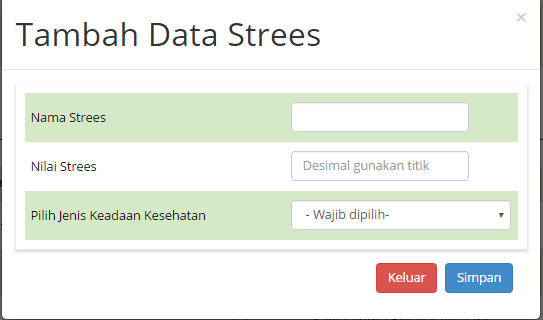 ×
Tambah Data Strees
Nama Strees
Nilai Strees Desimal gunakan titik
Pilih Jenis Keadaan Kesehatan - Wajib dipilih-
Keluar Simpan